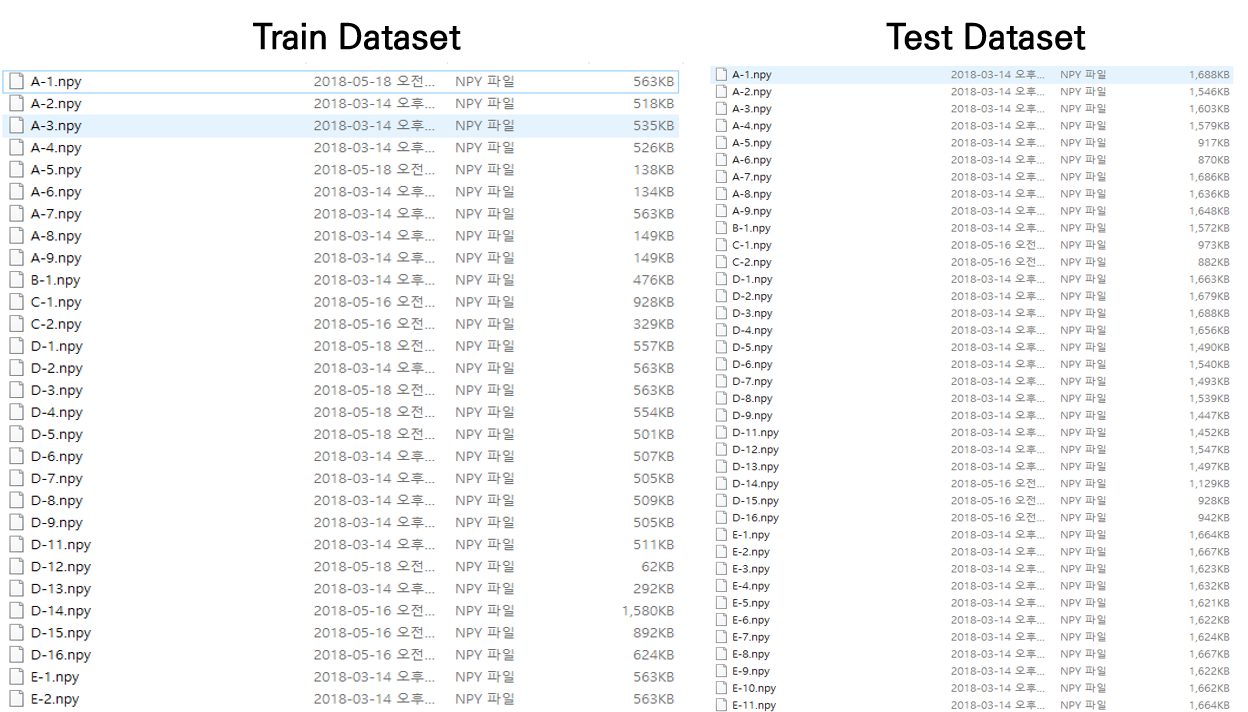 Train Dataset
A-1.npy 2018-05-18 오전... NPY 파일 563KB
A-2.npy 2018-03-14 오후... NPY 파일 518KB
A-3.npy 2018-03-14 오후... NPY 파일 535KB
A-4.npy 2018-03-14 오후... NPY 파일 526KB
A-5.npy 2018-05-18 오전... NPY 파일 138KB
A-6.npy 2018-03-14 오후... NPY 파일 134KB
A-7.npy 2018-03-14 오후... NPY 파일 563KB
A-8.npy 2018-03-14 오후... NPY 파일 149KB
A-9.npy 2018-03-14 오후... NPY 파일 149KB
B-1.npy 2018-03-14 오후... NPY 파일 476KB
C-1.npy 2018-05-16 오전... NPY 파일 928KB
C-2.npy 2018-05-16 오전... NPY 파일 329KB
D-1.npy 2018-05-18 오전... NPY 파일 557KB
D-2.npy 2018-03-14 오후... NPY 파일 563KB
D-3.npy 2018-05-18 오전... NPY 파일 563KB
D-4.npy 2018-05-18 오전... NPY 파일 554KB
D-5.npy 2018-05-18 오전... NPY 파일 501KB
D-6.npy 2018-03-14 오후... NPY 파일 507KB
D-7.npy 2018-03-14 오후... NPY 파일 505KB
D-8.npy 2018-03-14 오후... NPY 파일 509KB
D-9.npy 2018-03-14 오후... NPY 파일 505KB
D-11.npy 2018-03-14 오후... NPY 파일 511KB
D-12.npy 2018-05-18 오전... NPY 파일 62KB
D-13.npy 2018-03-14 오후... NPY 파일 292KB
D-14.npy 2018-05-16 오전... NPY 파일 1,580KB
D-15.npy 2018-05-16 오전... NPY 파일 892KB
D-16.npy 2018-05-16 오전... NPY 파일 624KB
E-1.npy 2018-03-14 오후... NPY 파일 563KB
E-2.npy 2018-03-14 오후... NPY 파일 563KB
Test Dataset
A-1.npy 2018-03-14 오후... NPY 파일 1,688KB
A-2.npy 2018-03-14 오후... NPY 파일 1,546KB
A-3.npy 2018-03-14 오후... NPY 파일 1,603KB
A-4.npy 2018-03-14 오후... NPY 파일 1,579KB
A-5.npy 2018-03-14 오후... NPY 파일 917KB
A-6.npy 2018-03-14 오후... NPY 파일 870KB
A-7.npy 2018-03-14 오후... NPY 파일 1,686KB
A-8.npy 2018-03-14 오후... NPY 파일 1,636KB
A-9.npy 2018-03-14 오후... NPY 파일 1,648KB
B-1.npy 2018-03-14 오후... NPY 파일 1,572KB
C-1.npy 2018-05-16 오전... NPY 파일 973KB
C-2.npy 2018-05-16 오전... NPY 파일 882KB
D-1.npy 2018-03-14 오후... NPY 파일 1,663KB
D-2.npy 2018-03-14 오후... NPY 파일 1,679KB
D-3.npy 2018-03-14 오후... NPY 파일 1,688KB
D-4.npy 2018-03-14 오후... NPY 파일 1,656KB
D-5.npy 2018-03-14 오후... NPY 파일 1,490KB
D-6.npy 2018-03-14 오후... NPY 파일 1,540KB
D-7.npy 2018-03-14 오후... NPY 파일 1,493KB
D-8.npy 2018-03-14 오후... NPY 파일 1,539KB
D-9.npy 2018-03-14 오후... NPY 파일 1,447KB
D-11.npy 2018-03-14 오후... NPY 파일 1,452KB
D-12.npy 2018-03-14 오후... NPY 파일 1,547KB
D-13.npy 2018-03-14 오후... NPY 파일 1,497KB
D-14.npy 2018-05-16 오전... NPY 파일 1,129KB
D-15.npy 2018-05-16 오전... NPY 파일 928KB
D-16.npy 2018-05-16 오전... NPY 파일 942KB
E-1.npy 2018-03-14 오후... NPY 파일 1,664KB
E-2.npy 2018-03-14 오후... NPY 파일 1,667KB
E-3.npy 2018-03-14 오후... NPY 파일 1,623KB
E-4.npy 2018-03-14 오후... NPY 파일 1,632KB
E-5.npy 2018-03-14 오후... NPY 파일 1,621KB
E-6.npy 2018-03-14 오후... NPY 파일 1,622KB
E-7.npy 2018-03-14 오후... NPY 파일 1,624KB
E-8.npy 2018-03-14 오후... NPY 파일 1,667KB
E-9.npy 2018-03-14 오후... NPY 파일 1,622KB
E-10.npy 2018-03-14 오후... NPY 파일 1,662KB
E-11.npy 2018-03-14 오후... NPY 파일 1,664KB